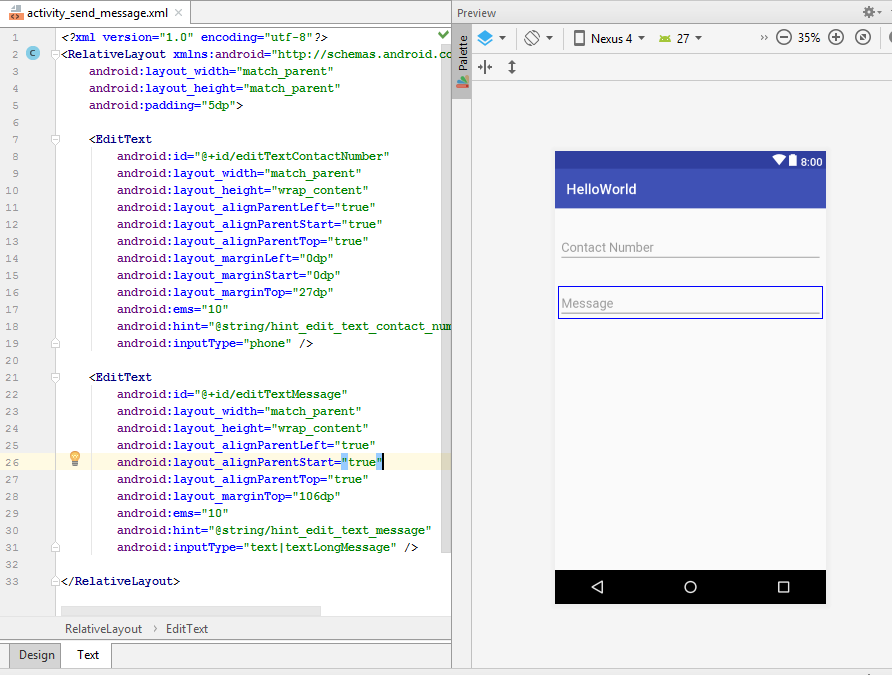 activity_send_message.xml
Preview
1 <?xml version="1.0" encoding="utf-8"?>
2 <RelativeLayout xmlns:android="http://schemas.android.co
3 android:layout_width="match_parent"
4 android:layout_height="match_parent"
5 android:padding="5dp">
6
7 <EditText
8 android:id="@+id/editTextContactNumber"
9 android:layout_width="match_parent"
10 android:layout_height="wrap_content"
11 android:layout_alignParentLeft="true"
12 android:layout_alignParentStart="true"
13 android:layout_alignParentTop="true"
14 android:layout_marginLeft="0dp"
15 android:layout_marginStart="0dp"
16 android:layout_marginTop="27dp"
17 android:ems="10"
18 android:hint="@string/hint_edit_text_contact_num
19 android:inputType="phone" />
20
21 <EditText
22 android:id="@+id/editTextMessage"
23 android:layout_width="match_parent"
24 android:layout_height="wrap_content"
25 android:layout_alignParentLeft="true"
26 android:layout_alignParentStart="true"
27 android:layout_alignParentTop="true"
28 android:layout_marginTop="106dp"
29 android:ems="10"
30 android:hint="@string/hint_edit_text_message"
31 android:inputType="text|textLongMessage" />
32
33 </RelativeLayout>
C
RelativeLayout › EditText
Design Text
Palette
Nexus 4 27 » 35%
8:00
HelloWorld
Contact Number
Message